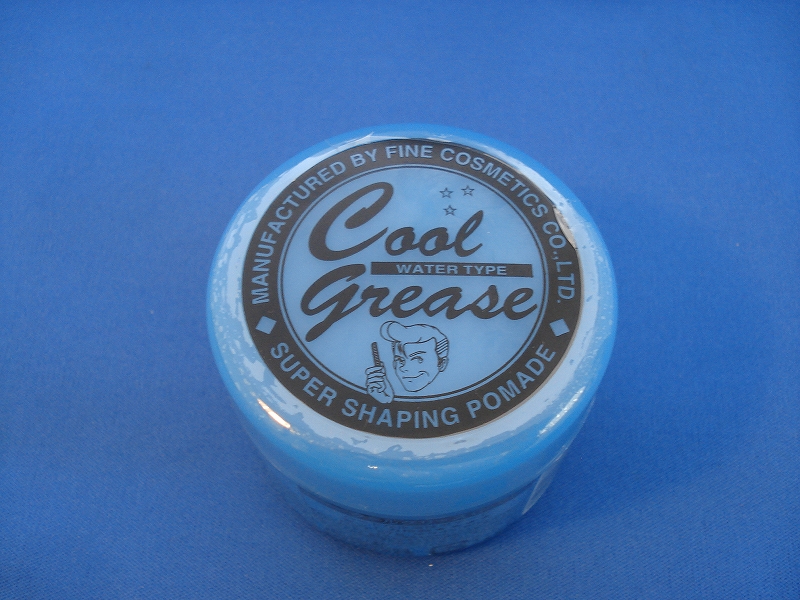 MANUFACTURED BY FINE COSMETICS CO.,LTD.
Cool
WATER TYPE
Grease
SUPER SHAPING POMADE